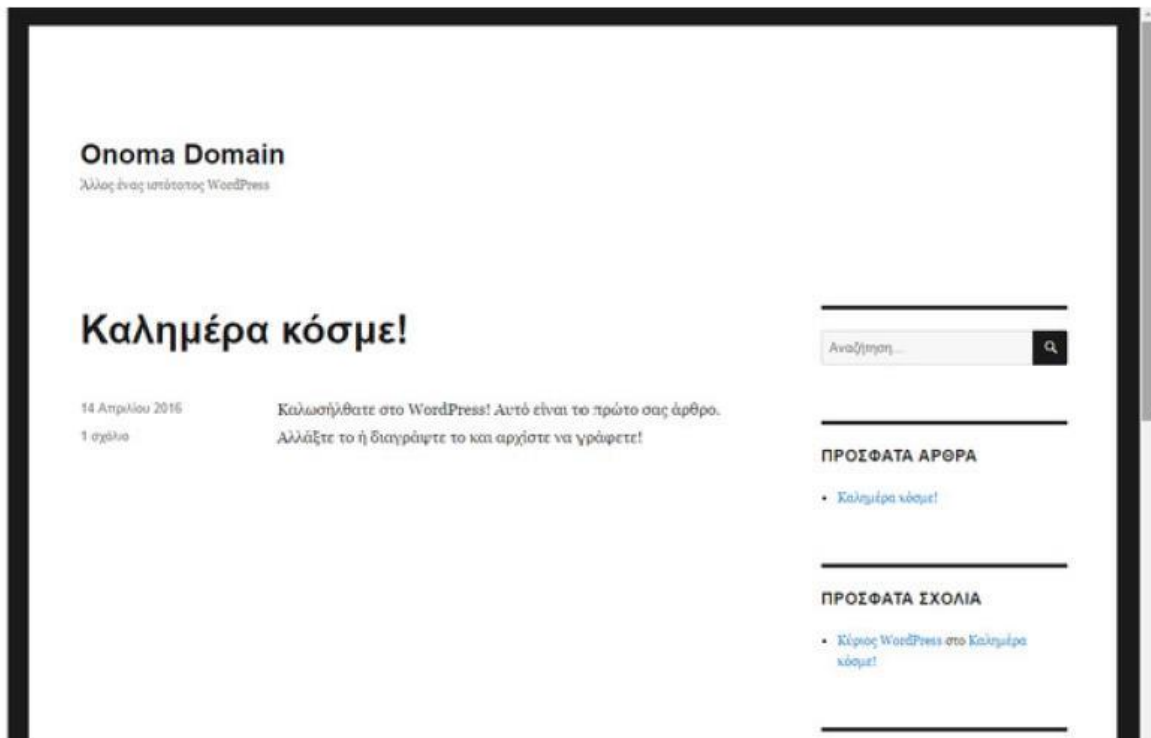 Onoma Domain
Άλλος ένας ιστότοπος WordPress
Καλημέρα κόσμε!
14 Απριλίου 2016
1 σχόλιο
Καλωσήλθατε στο WordPress! Αυτό είναι το πρώτο σας άρθρο.
Αλλάξτε το ή διαγράψτε το και αρχίστε να γράφετε!
Αναζήτηση...
ΠΡΟΣΦΑΤΑ ΑΡΘΡΑ
Καλημέρα κόσμε!
ΠΡΟΣΦΑΤΑ ΣΧΟΛΙΑ
Κύριος WordPress στο Καλημέρα
κόσμε!